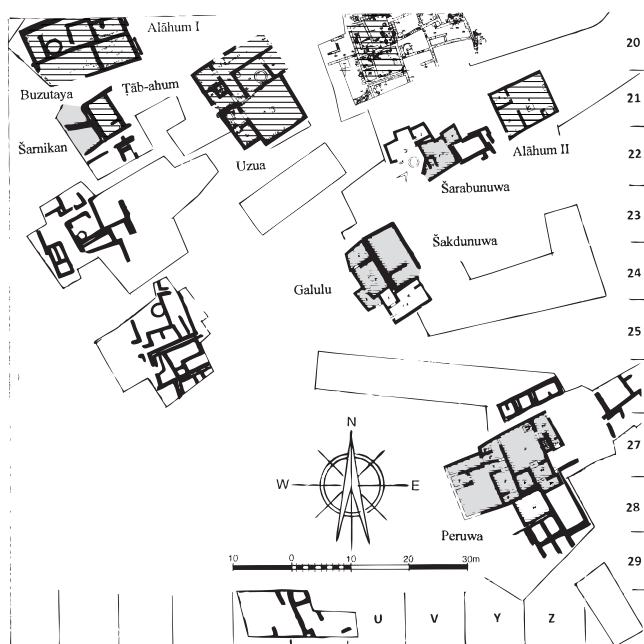 Alāhum I
20
Buzutaya
Ṭāb-ahum
21
Šarnikan
Uzua
Alāhum II
22
Šarabunuwa
23
Šakdunuwa
24
Galulu
25
N
W
E
27
28
Peruwa
29
10
0
10
20
30m
U
V
Y
Z